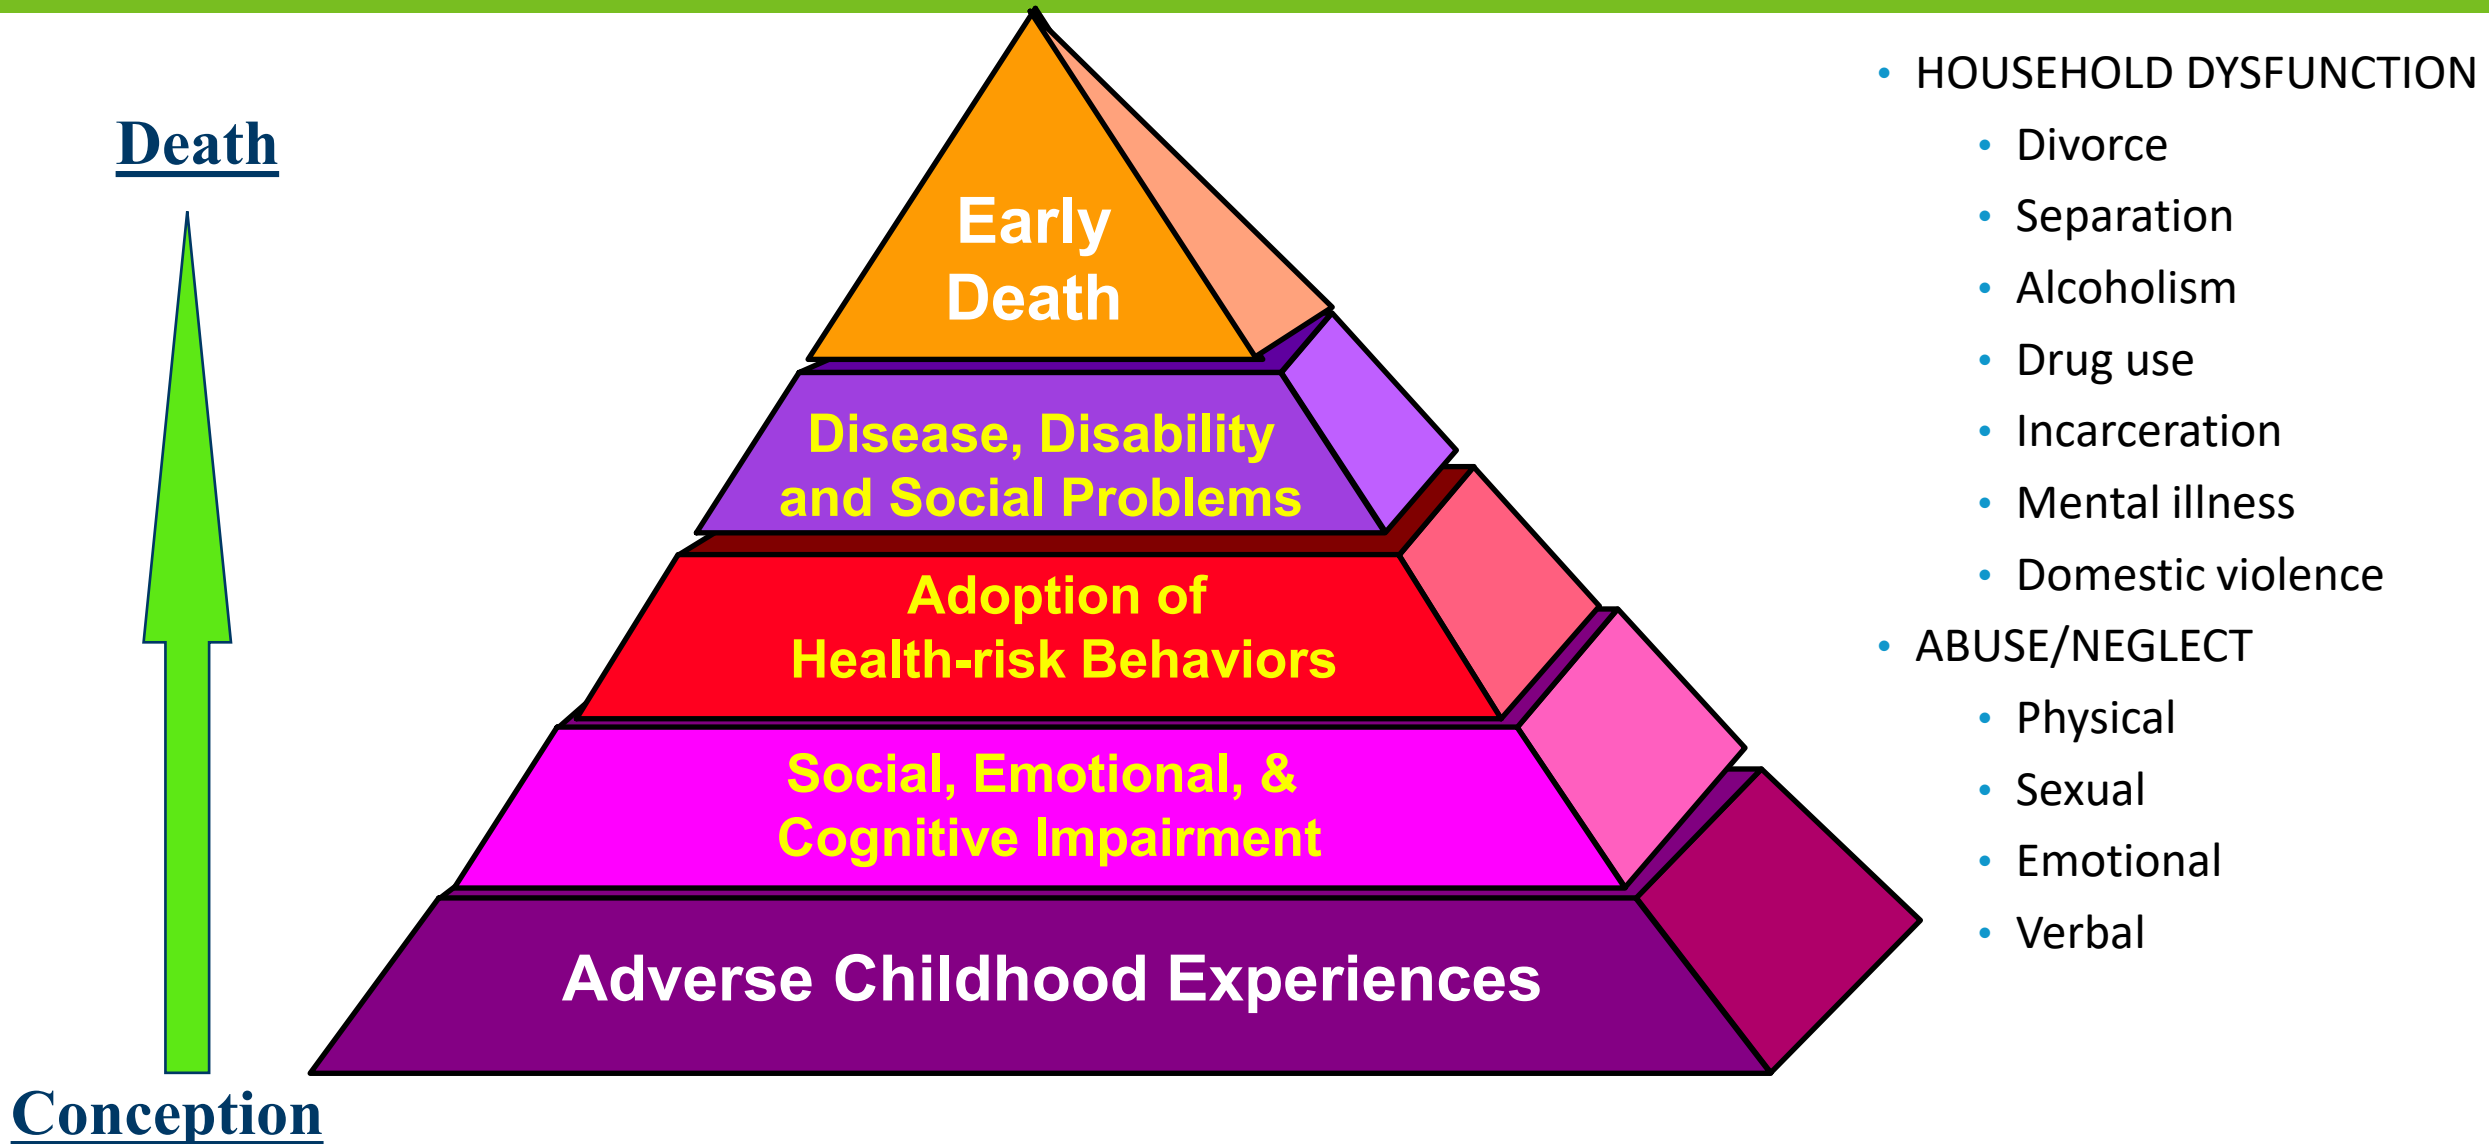 Death
Early
Death
Disease, Disability
and Social Problems
Adoption of
Health-risk Behaviors
Social, Emotional, &
Cognitive Impairment
Adverse Childhood Experiences
Conception
• HOUSEHOLD DYSFUNCTION
• Divorce
• Separation
• Alcoholism
• Drug use
• Incarceration
• Mental illness
• Domestic violence
• ABUSE/NEGLECT
• Physical
• Sexual
• Emotional
• Verbal